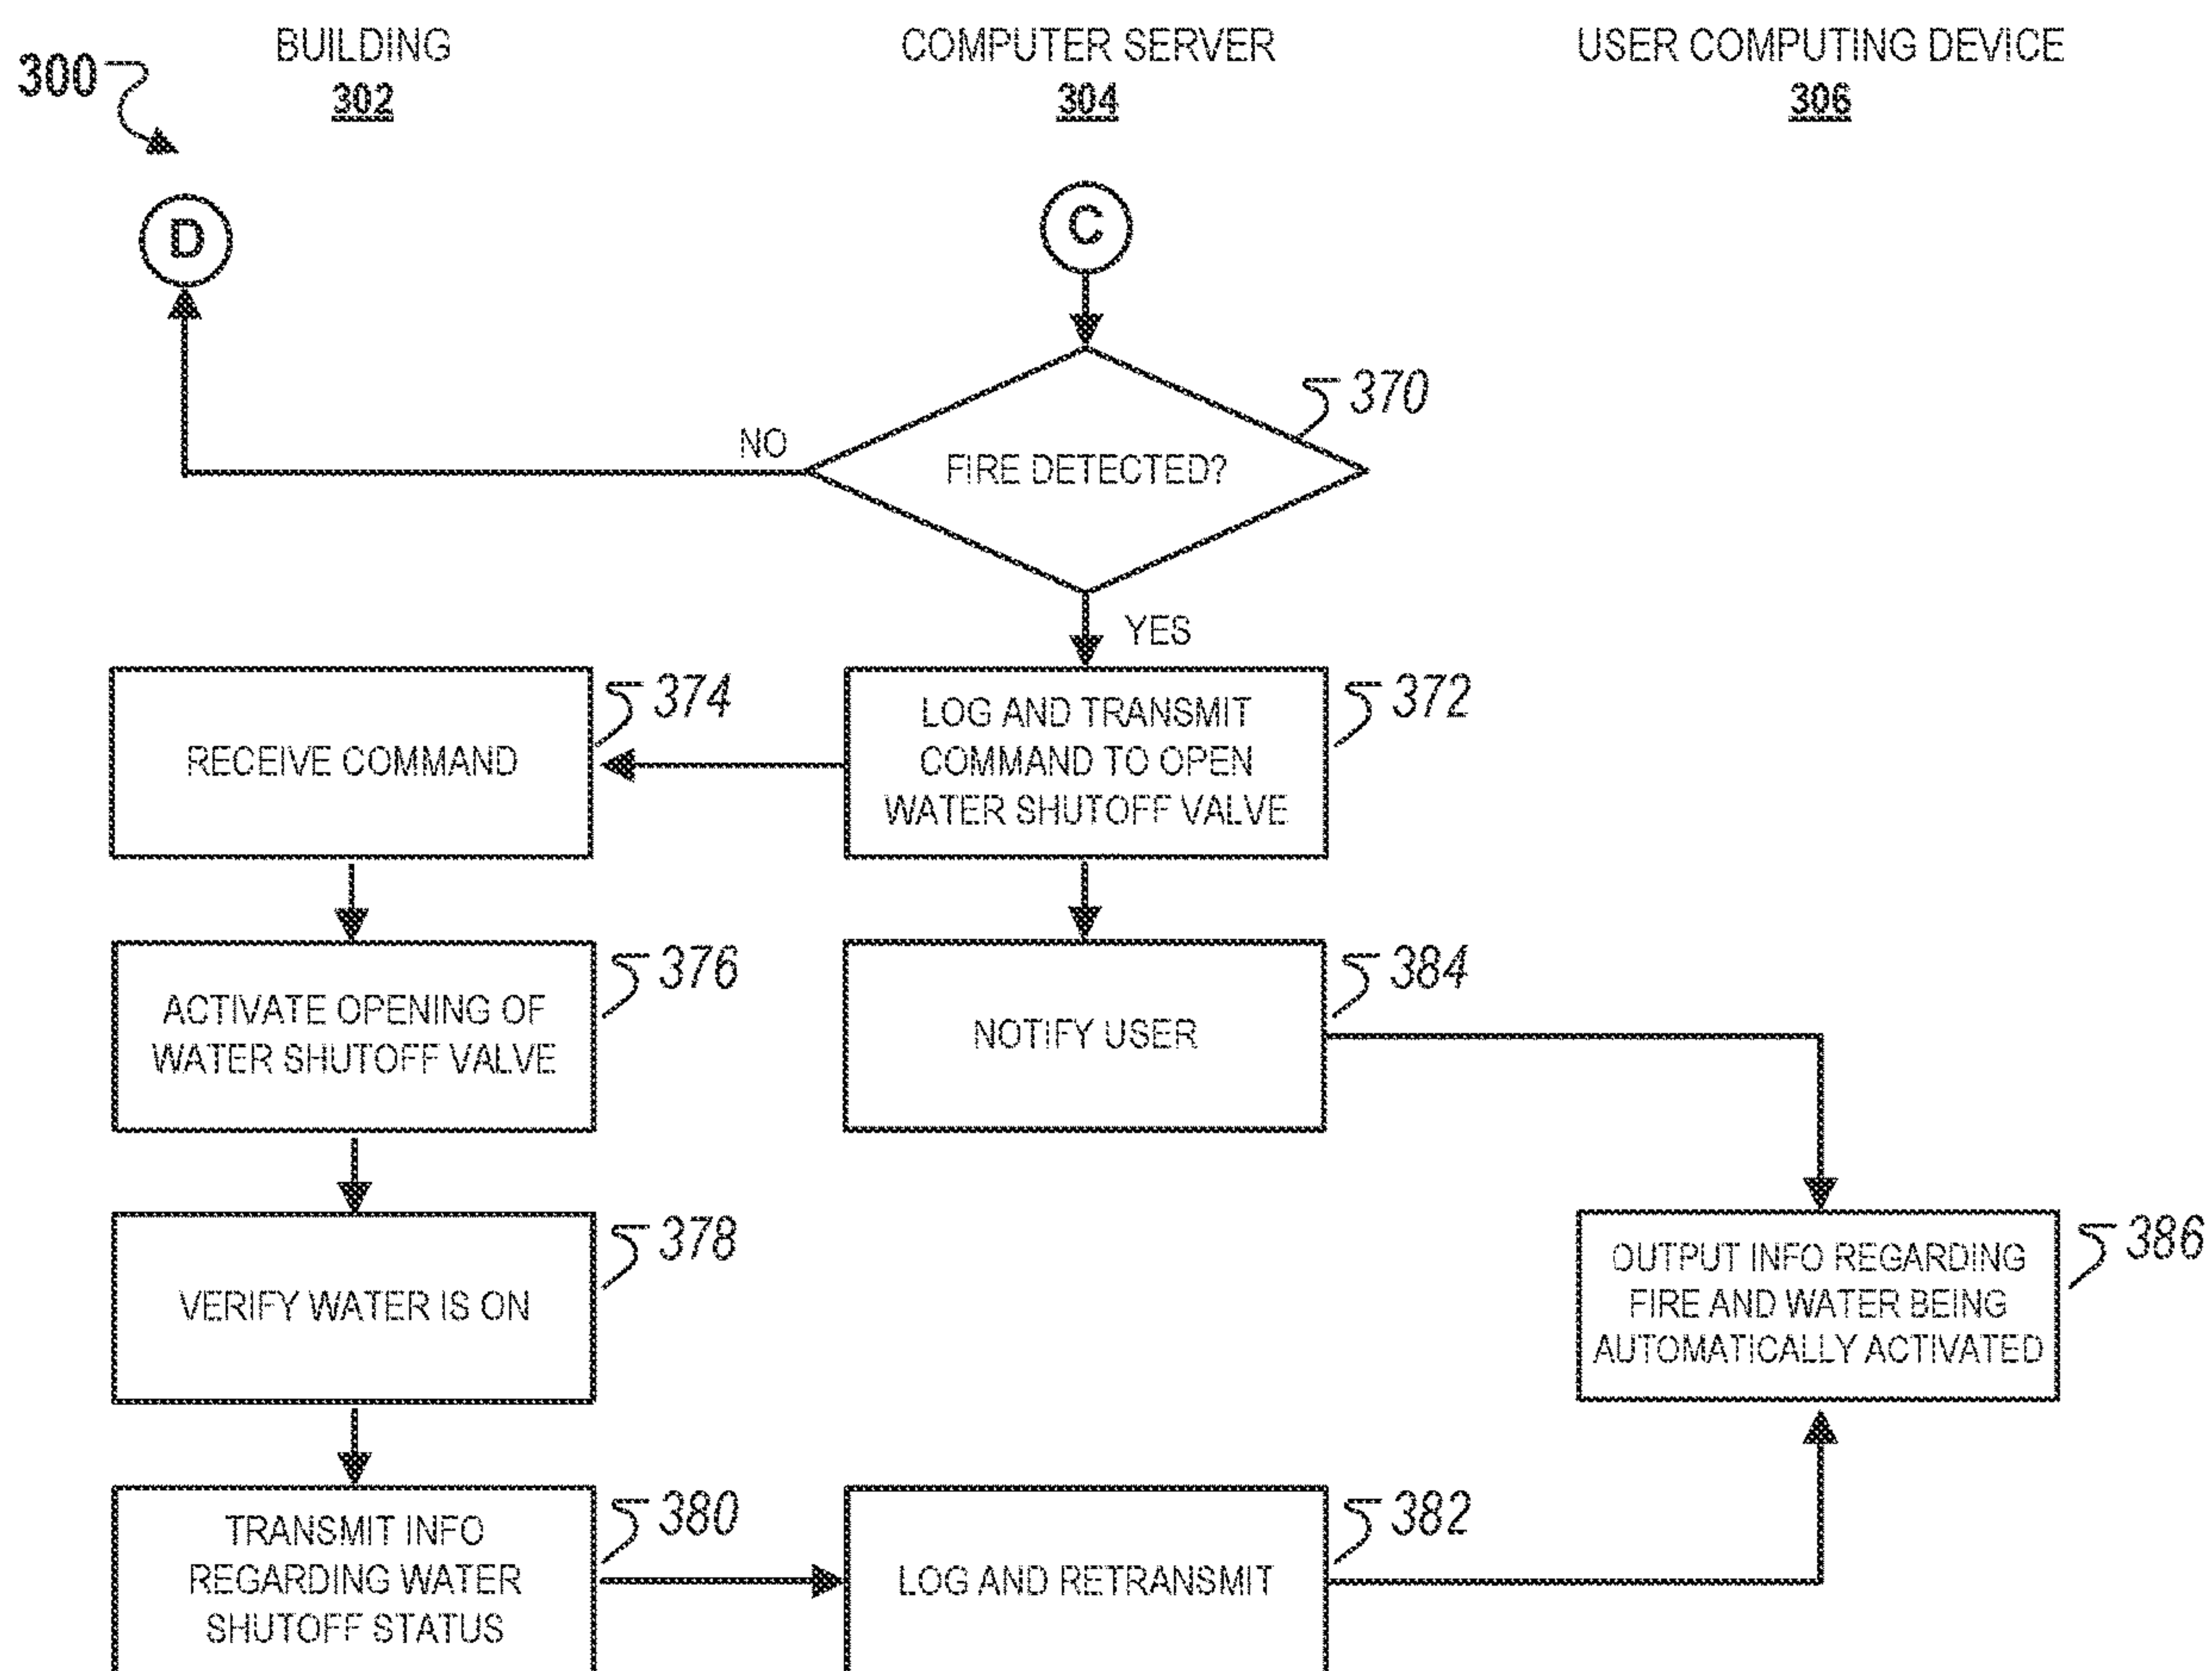 BUILDING
302
COMPUTER SERVER
304
USER COMPUTING DEVICE
306
300
D
C
370
NO
FIRE DETECTED?
YES
374
RECEIVE COMMAND
372
LOG AND TRANSMIT
COMMAND TO OPEN
WATER SHUTOFF VALVE
376
ACTIVATE OPENING OF
WATER SHUTOFF VALVE
384
NOTIFY USER
378
VERIFY WATER IS ON
386
OUTPUT INFO REGARDING
FIRE AND WATER BEING
AUTOMATICALLY ACTIVATED
380
TRANSMIT INFO
REGARDING WATER
SHUTOFF STATUS
382
LOG AND RETRANSMIT